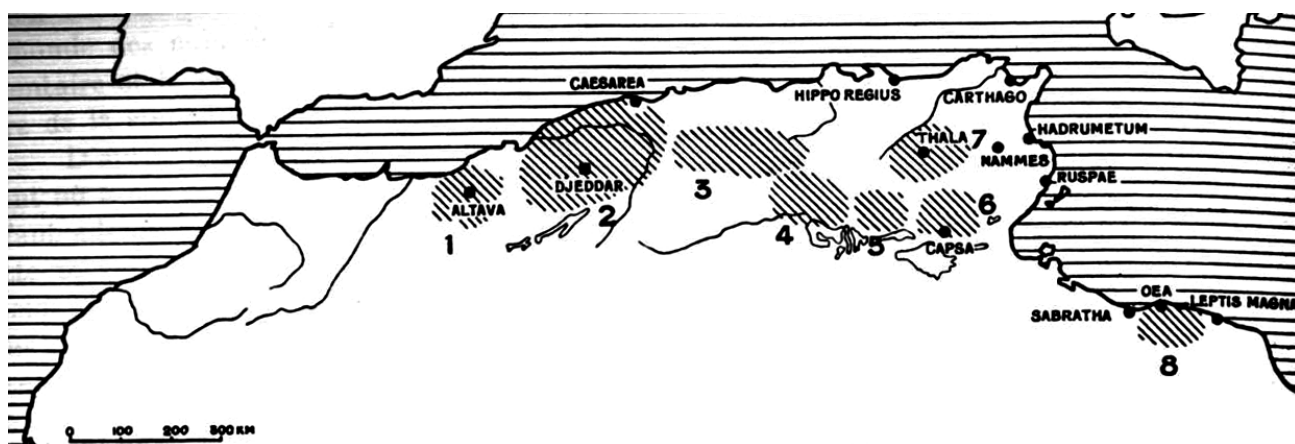 CAESAREA
HIPPO REGIUS
CARTHAGO
HADRUMETUM
THALA
7
MAMMES
RUSPAE
DJEDDAR
3
ALTAVA
2
6
1
4
5
CAPSA
OEA
LEPTIS MAGNA
SABRATHA
8
0 100 200 300 KM